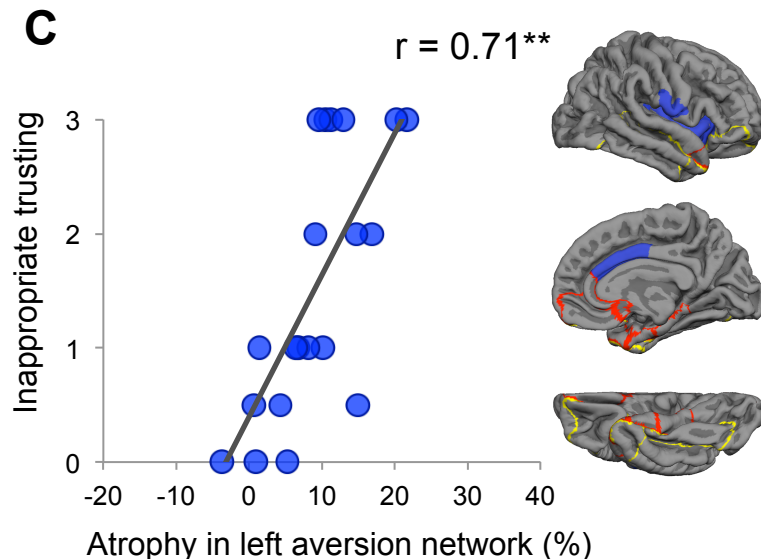 C
r = 0.71**
Inappropriate trusting
3
2
1
0
-20 -10 0 10 20 30 40
Atrophy in left aversion network (%)